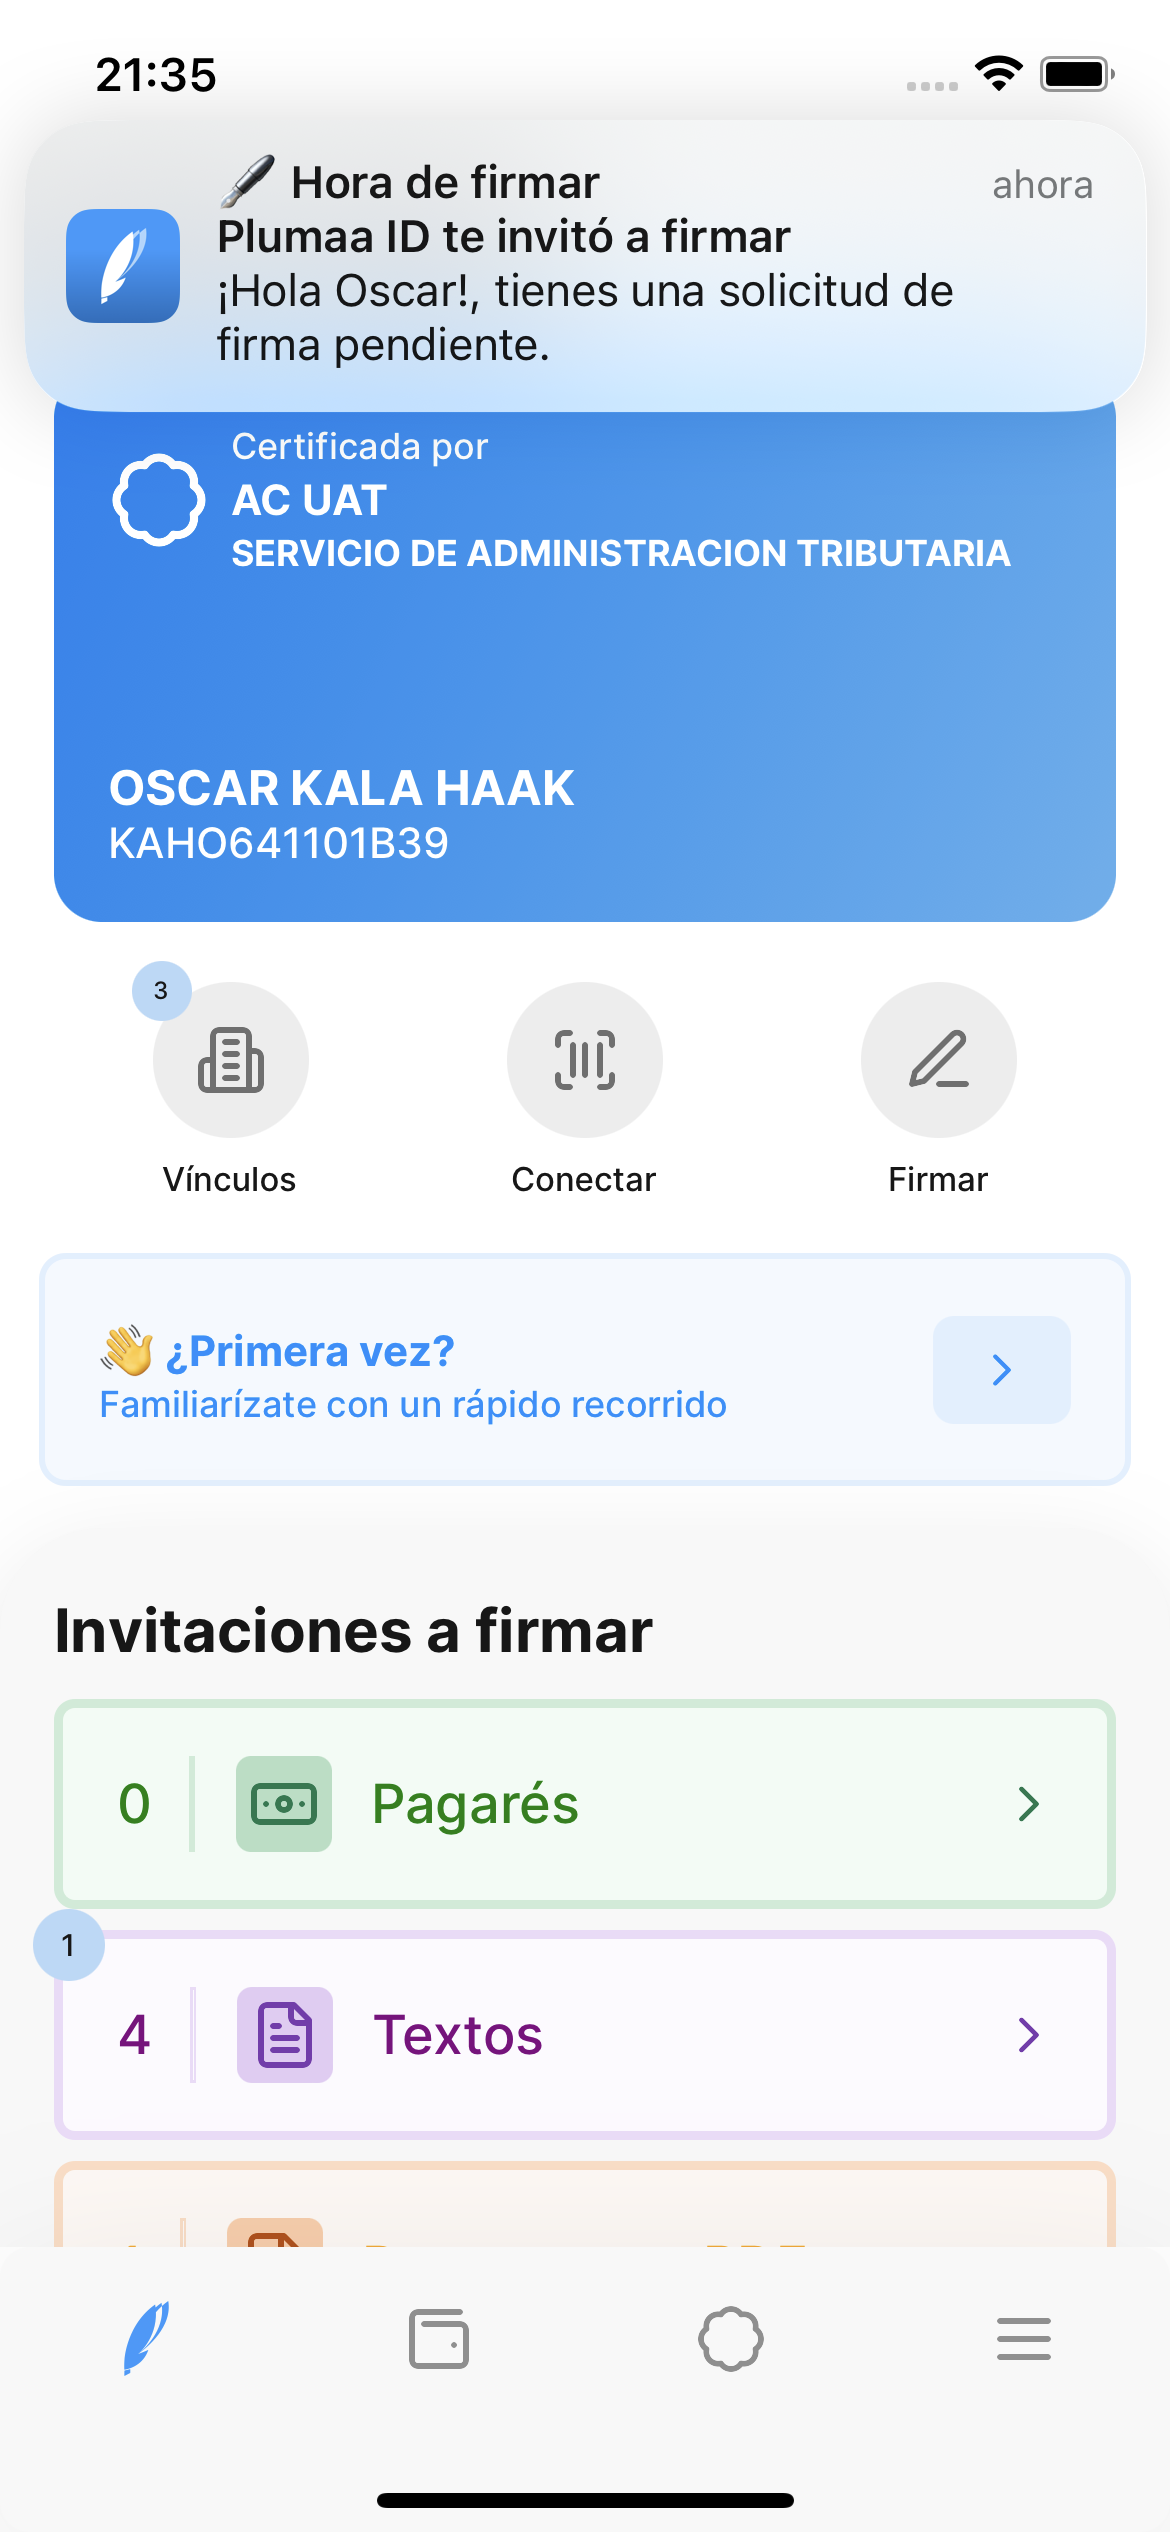 21:35
Hora de firmar
ahora
Plumaa ID te invitó a firmar
¡Hola Oscar!, tienes una solicitud de
firma pendiente.
Certificada por
AC UAT
SERVICIO DE ADMINISTRACION TRIBUTARIA
OSCAR KALA HAAK
KAHO641101B39
3
Vínculos
Conectar
Firmar
¿Primera vez?
Familiarízate con un rápido recorrido
Invitaciones a firmar
0
Pagarés
1
4
Textos